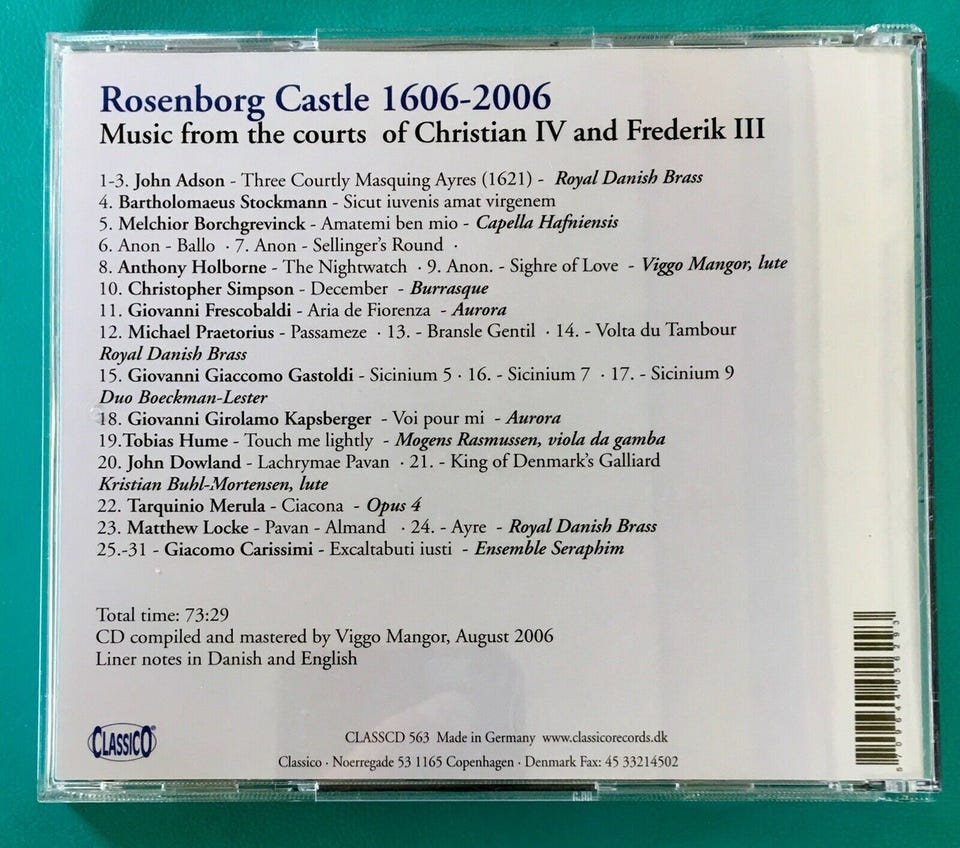 Rosenborg Castle 1606-2006
Music from the courts of Christian IV and Frederik III
1-3. John Adson - Three Courtly Masquing Ayres (1621) - Royal Danish Brass
4. Bartholomaeus Stockmann - Sicut iuvenis amat virgenem
5. Melchior Borchgrevinck - Amatemi ben mio - Capella Hafniensis
6. Anon - Ballo · 7. Anon - Sellinger's Round ·
8. Anthony Holborne - The Nightwatch · 9. Anon. - Sighre of Love - Viggo Mangor, lute
10. Christopher Simpson - December - Burrasque
11. Giovanni Frescobaldi - Aria de Fiorenza - Aurora
12. Michael Praetorius - Passameze · 13. - Bransle Gentil · 14. - Volta du Tambour
Royal Danish Brass
15. Giovanni Giaccomo Gastoldi - Sicinium 5 · 16. - Sicinium 7 · 17. - Sicinium 9
Duo Boeckman-Lester
18. Giovanni Girolamo Kapsberger - Voi pour mi - Aurora
19.Tobias Hume - Touch me lightly - Mogens Rasmussen, viola da gamba
20. John Dowland - Lachrymae Pavan · 21. - King of Denmark's Galliard
Kristian Buhl-Mortensen, lute
22. Tarquinio Merula - Ciacona - Opus 4
23. Matthew Locke - Pavan - Almand · 24. - Ayre - Royal Danish Brass
25.-31 - Giacomo Carissimi - Excaltabuti iusti - Ensemble Seraphim
Total time: 73:29
CD compiled and mastered by Viggo Mangor, August 2006
Liner notes in Danish and English
CLASSICO®
CLASSCD 563 Made in Germany www.classicorecords.dk
Classico · Noerregade 53 1165 Copenhagen · Denmark Fax: 45 33214502
5 709644 056293